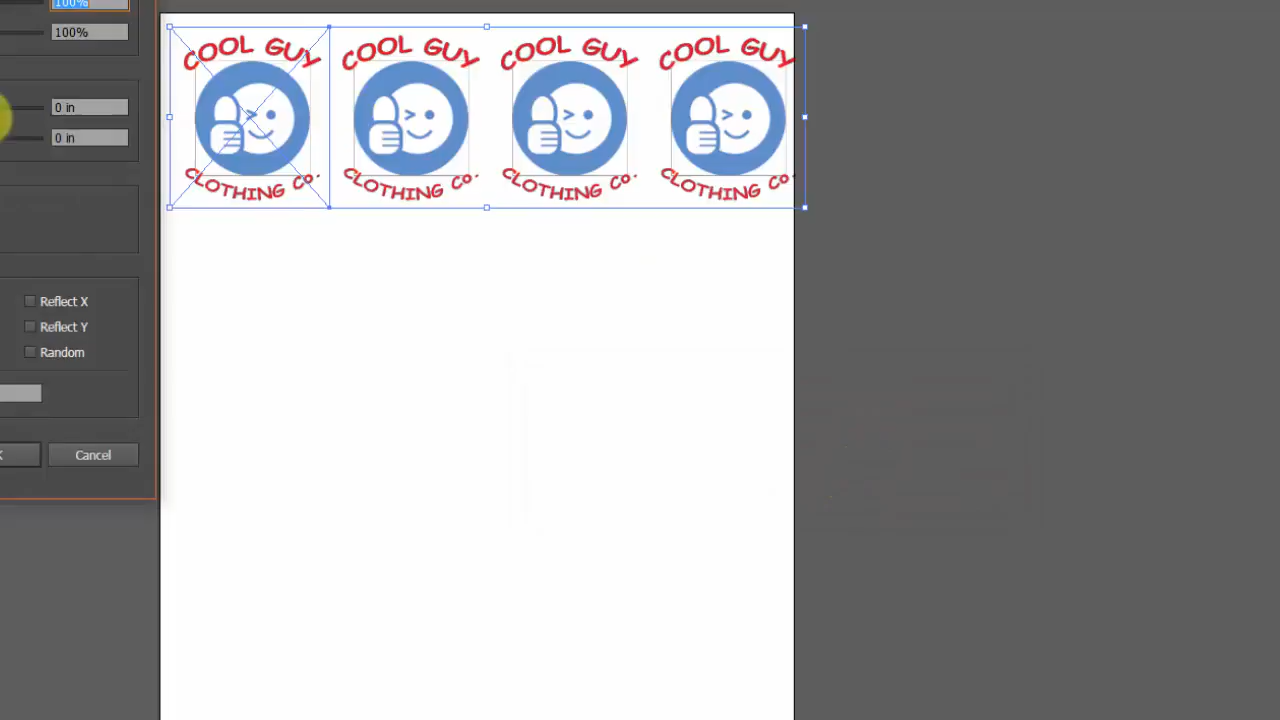 100%
100%
0 in
0 in
Reflect X
Reflect Y
Random
K
Cancel
COOL GUY
CLOTHING CO.
COOL GUY
CLOTHING CO.
COOL GUY
CLOTHING CO.
COOL GUY
CLOTHING CO.